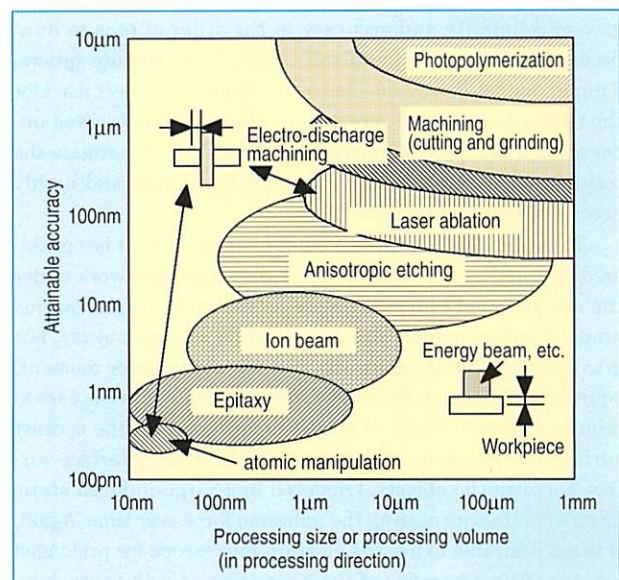 10μm
1μm
100nm
10nm
1nm
100pm
Attainable accuracy
Photopolymerization
Machining
(cutting and grinding)
Electro-discharge
machining
Laser ablation
Anisotropic etching
Ion beam
Energy beam, etc.
Epitaxy
Workpiece
atomic manipulation
10nm
100nm
1μm
10μm
100μm
1mm
Processing size or processing volume
(in processing direction)